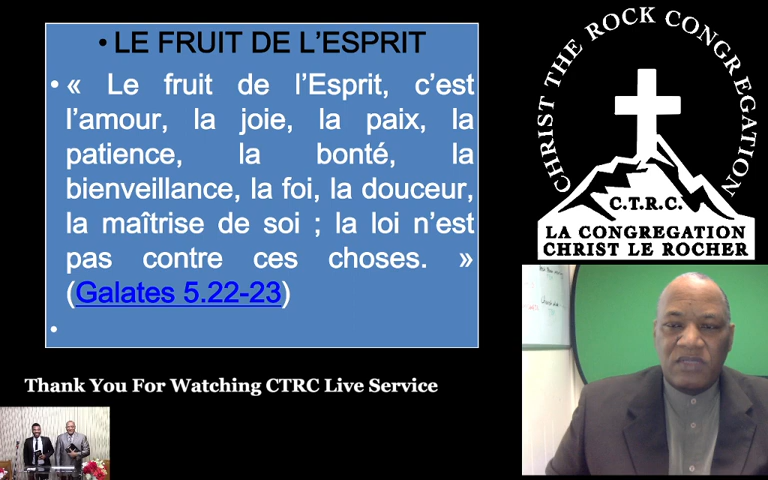 • LE FRUIT DE L’ESPRIT
• « Le fruit de l’Esprit, c’est
l’amour, la joie, la paix, la
patience, la bonté, la
bienveillance, la foi, la douceur,
la maîtrise de soi ; la loi n’est
pas contre ces choses. »
(Galates 5.22-23)
•
CHRIST THE ROCK CONGREGATION
C.T.R.C.
LA CONGREGATION
CHRIST LE ROCHER
Thank You For Watching CTRC Live Service